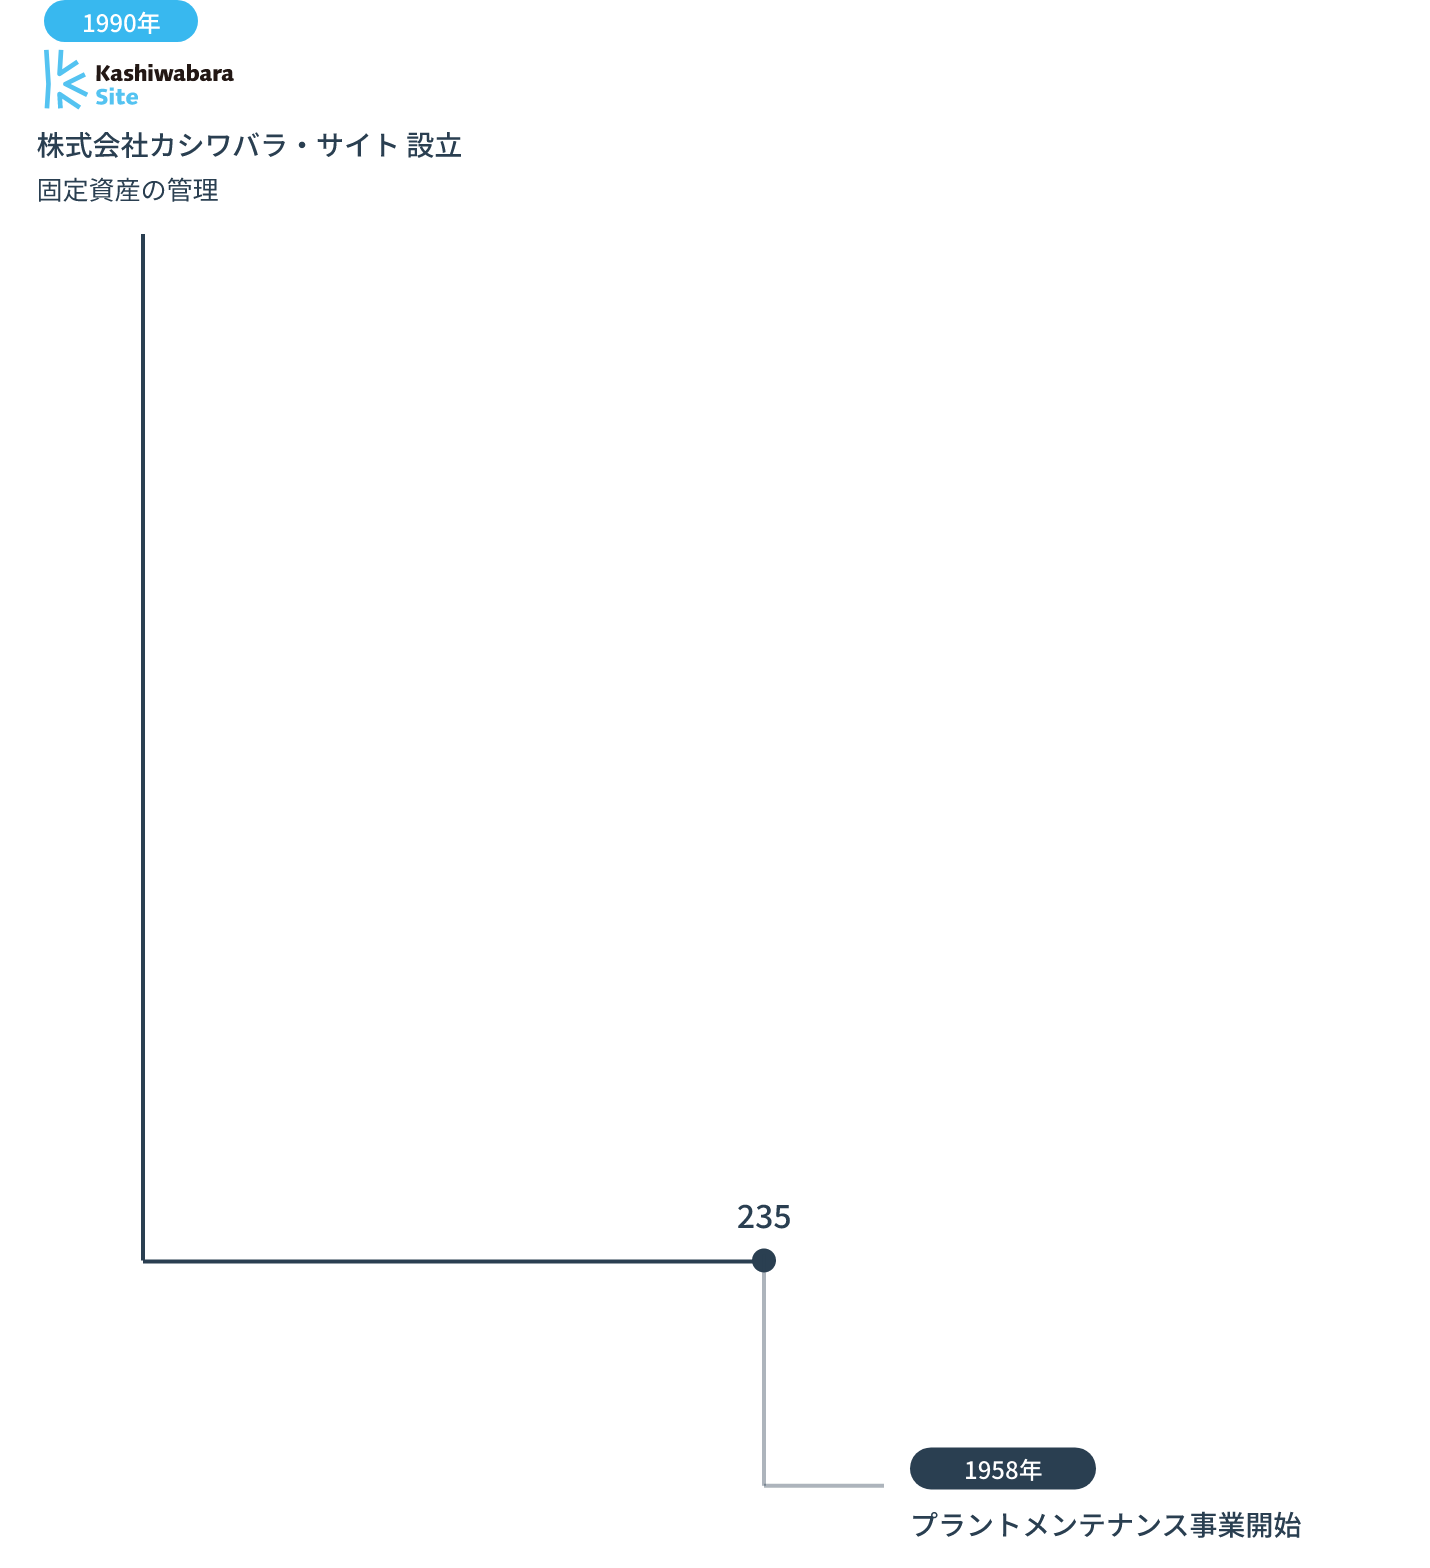 1990年
Kashiwabara
Site
株式会社カシワバラ・サイト 設立
固定資産の管理
235
1958年
プラントメンテナンス事業開始